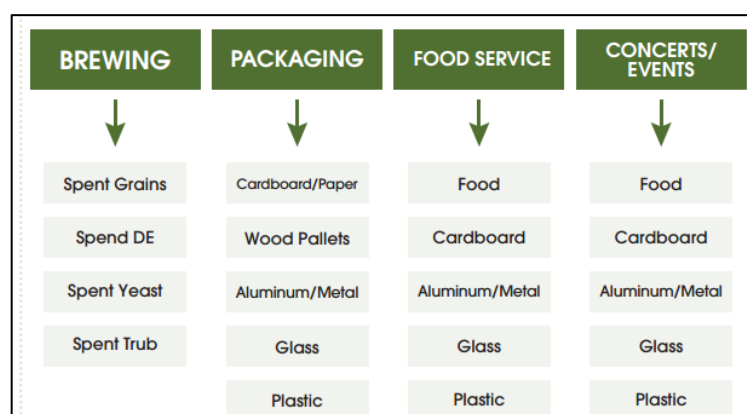 BREWING
PACKAGING
FOOD SERVICE
CONCERTS/
EVENTS
Spent Grains
Cardboard/Paper
Food
Food
Spend DE
Wood Pallets
Cardboard
Cardboard
Spent Yeast
Aluminum/Metal
Aluminum/Metal
Aluminum/Metal
Spent Trub
Glass
Glass
Glass
Plastic
Plastic
Plastic